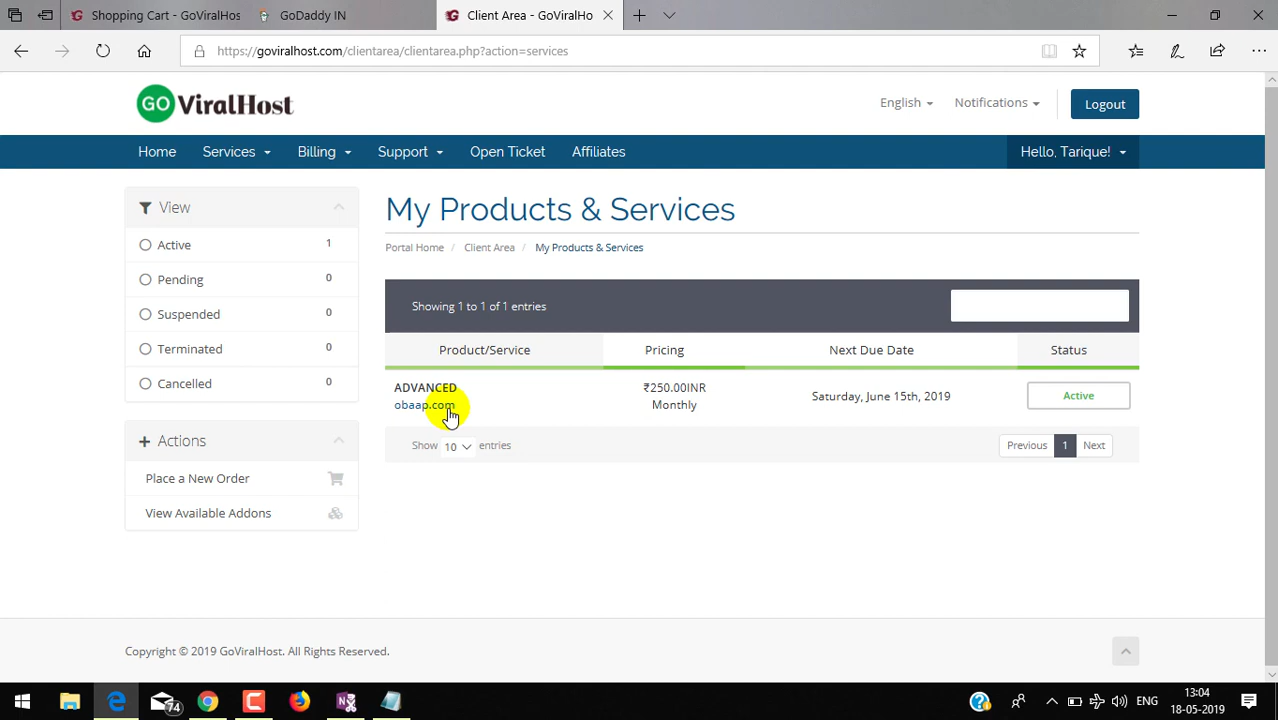 Shopping Cart - GoViralHos
GoDaddy IN
Client Area - GoViralHo
https://goviralhost.com/clientarea/clientarea.php?action=services
GO ViralHost
English
Notifications
Logout
Home
Services
Billing
Support
Open Ticket
Affiliates
Hello, Tarique!
View
Active 1
Pending 0
Suspended 0
Terminated 0
Cancelled 0
Actions
Place a New Order
View Available Addons
My Products & Services
Portal Home / Client Area / My Products & Services
Showing 1 to 1 of 1 entries
Product/Service Pricing Next Due Date Status
ADVANCED
obaap.com
₹250.00INR
Monthly
Saturday, June 15th, 2019
Active
Show 10 entries
Previous 1 Next
Copyright © 2019 GoViralHost. All Rights Reserved.
74
ENG
13:04
18-05-2019